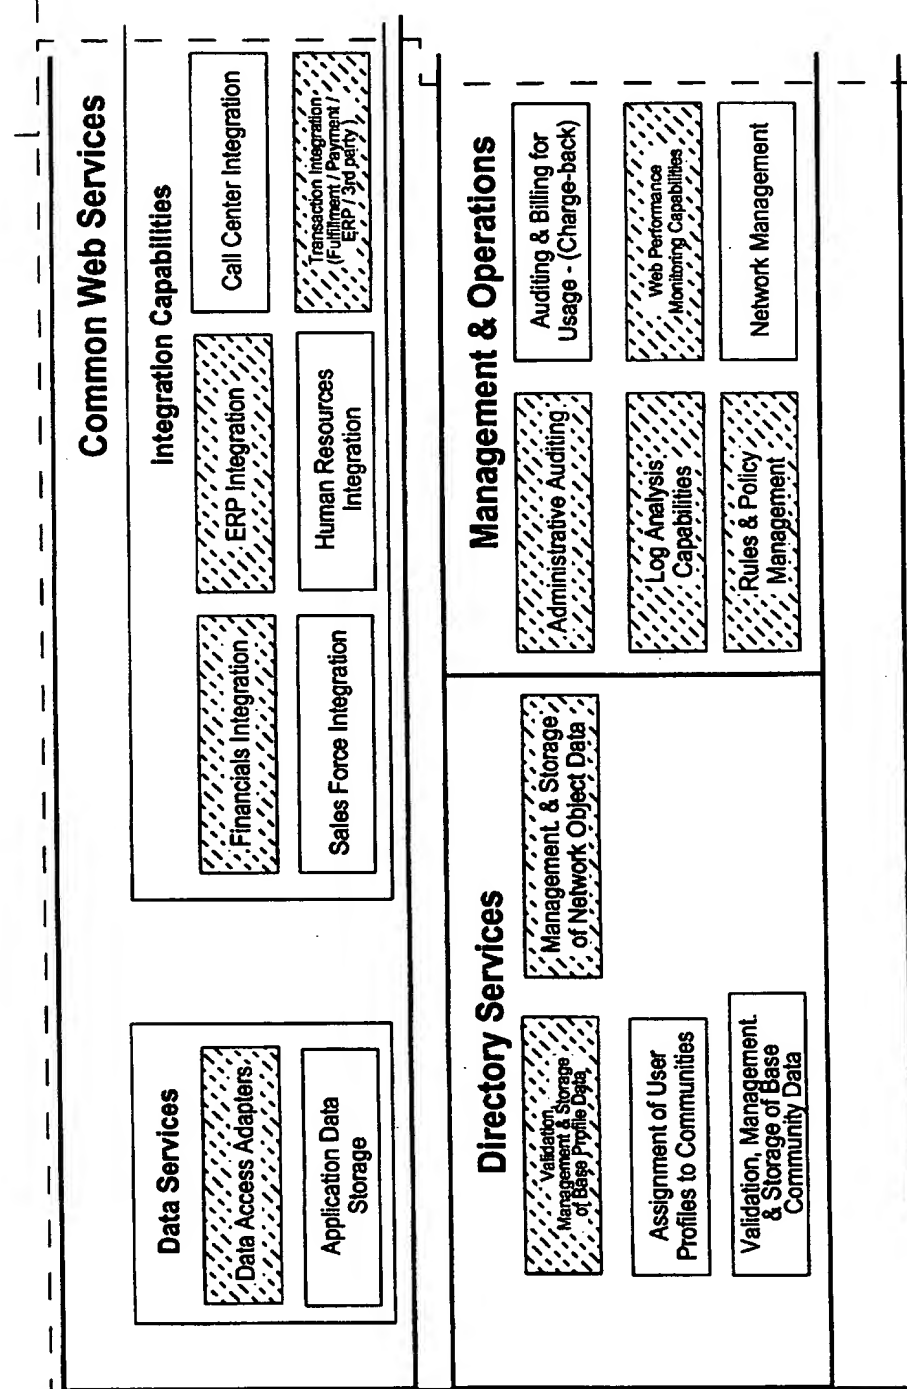 Common Web Services
Data Services
Data Access Adapters
Application Data
Storage
Integration Capabilities
Financials Integration
ERP Integration
Call Center Integration
Sales Force Integration
Human Resources
Integration
Transaction Integration
(Fulfillment / Payment /
ERP / 3rd party)
Directory Services
Validation,
Management & Storage
of Base Profile Data
Management. & Storage
of Network Object Data
Assignment of User
Profiles to Communities
Validation, Management.
& Storage of Base
Community Data
Management & Operations
Administrative Auditing
Auditing & Billing for
Usage - (Charge-back)
Log Analysis
Capabilities
Web Performance
Monitoring Capabilities
Rules & Policy
Management
Network Management